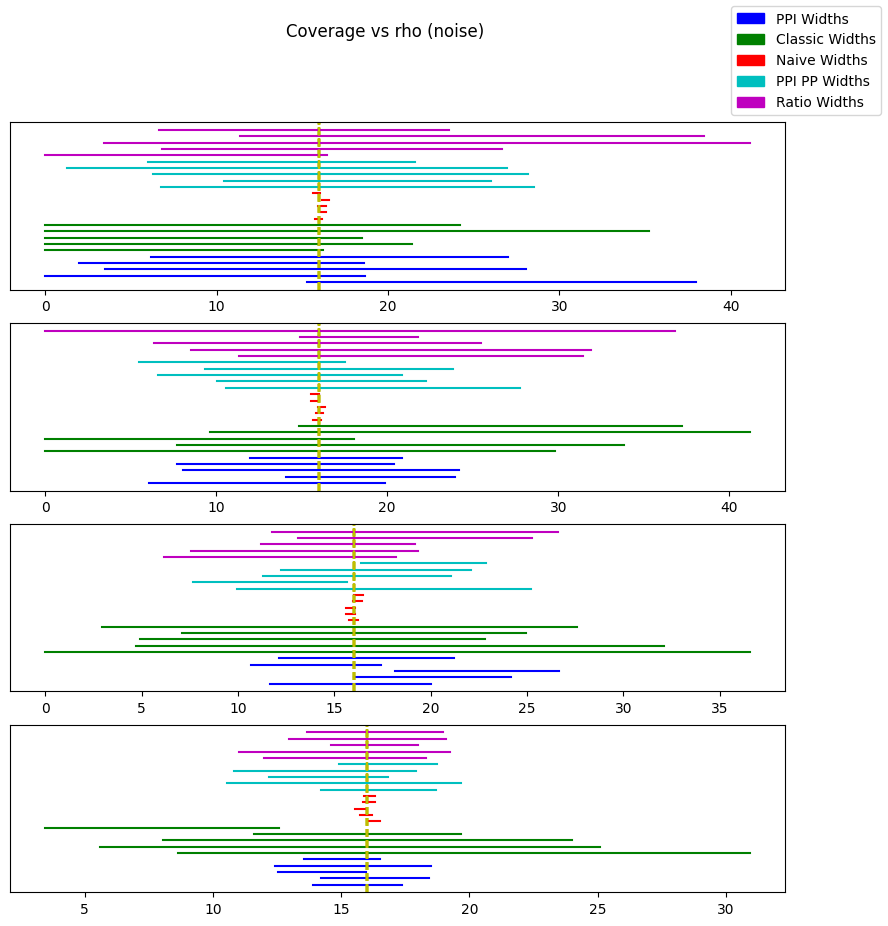 Coverage vs rho (noise)
PPI Widths
Classic Widths
Naive Widths
PPI PP Widths
Ratio Widths
0 10 20 30 40
0 10 20 30 40
0 5 10 15 20 25 30 35
5 10 15 20 25 30